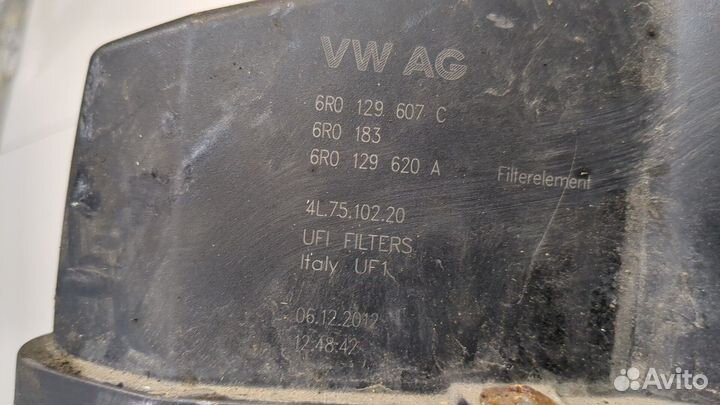 VW AG
6R0 129 607 C
6R0 183
6R0 129 620 A
Filterelement
4L.75.102.20
UFI FILTERS
Italy UF1
06.12.2012
12:48:42
Avito